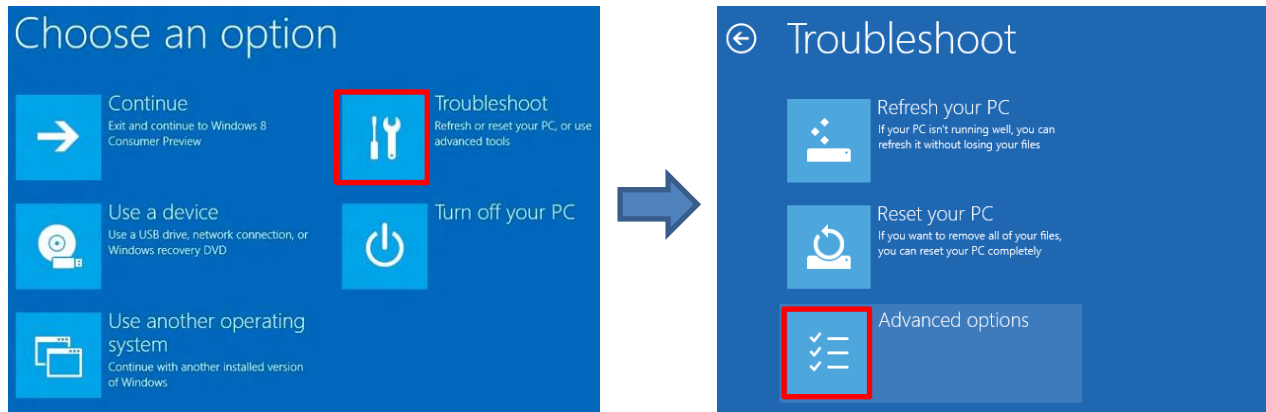 Choose an option
Continue
Exit and continue to Windows 8
Consumer Preview
Troubleshoot
Refresh or reset your PC, or use
advanced tools
Use a device
Use a USB drive, network connection, or
Windows recovery DVD
Turn off your PC
Use another operating
system
Continue with another installed version
of Windows
Troubleshoot
Refresh your PC
If your PC isn't running well, you can
refresh it without losing your files
Reset your PC
If you want to remove all of your files,
you can reset your PC completely
Advanced options